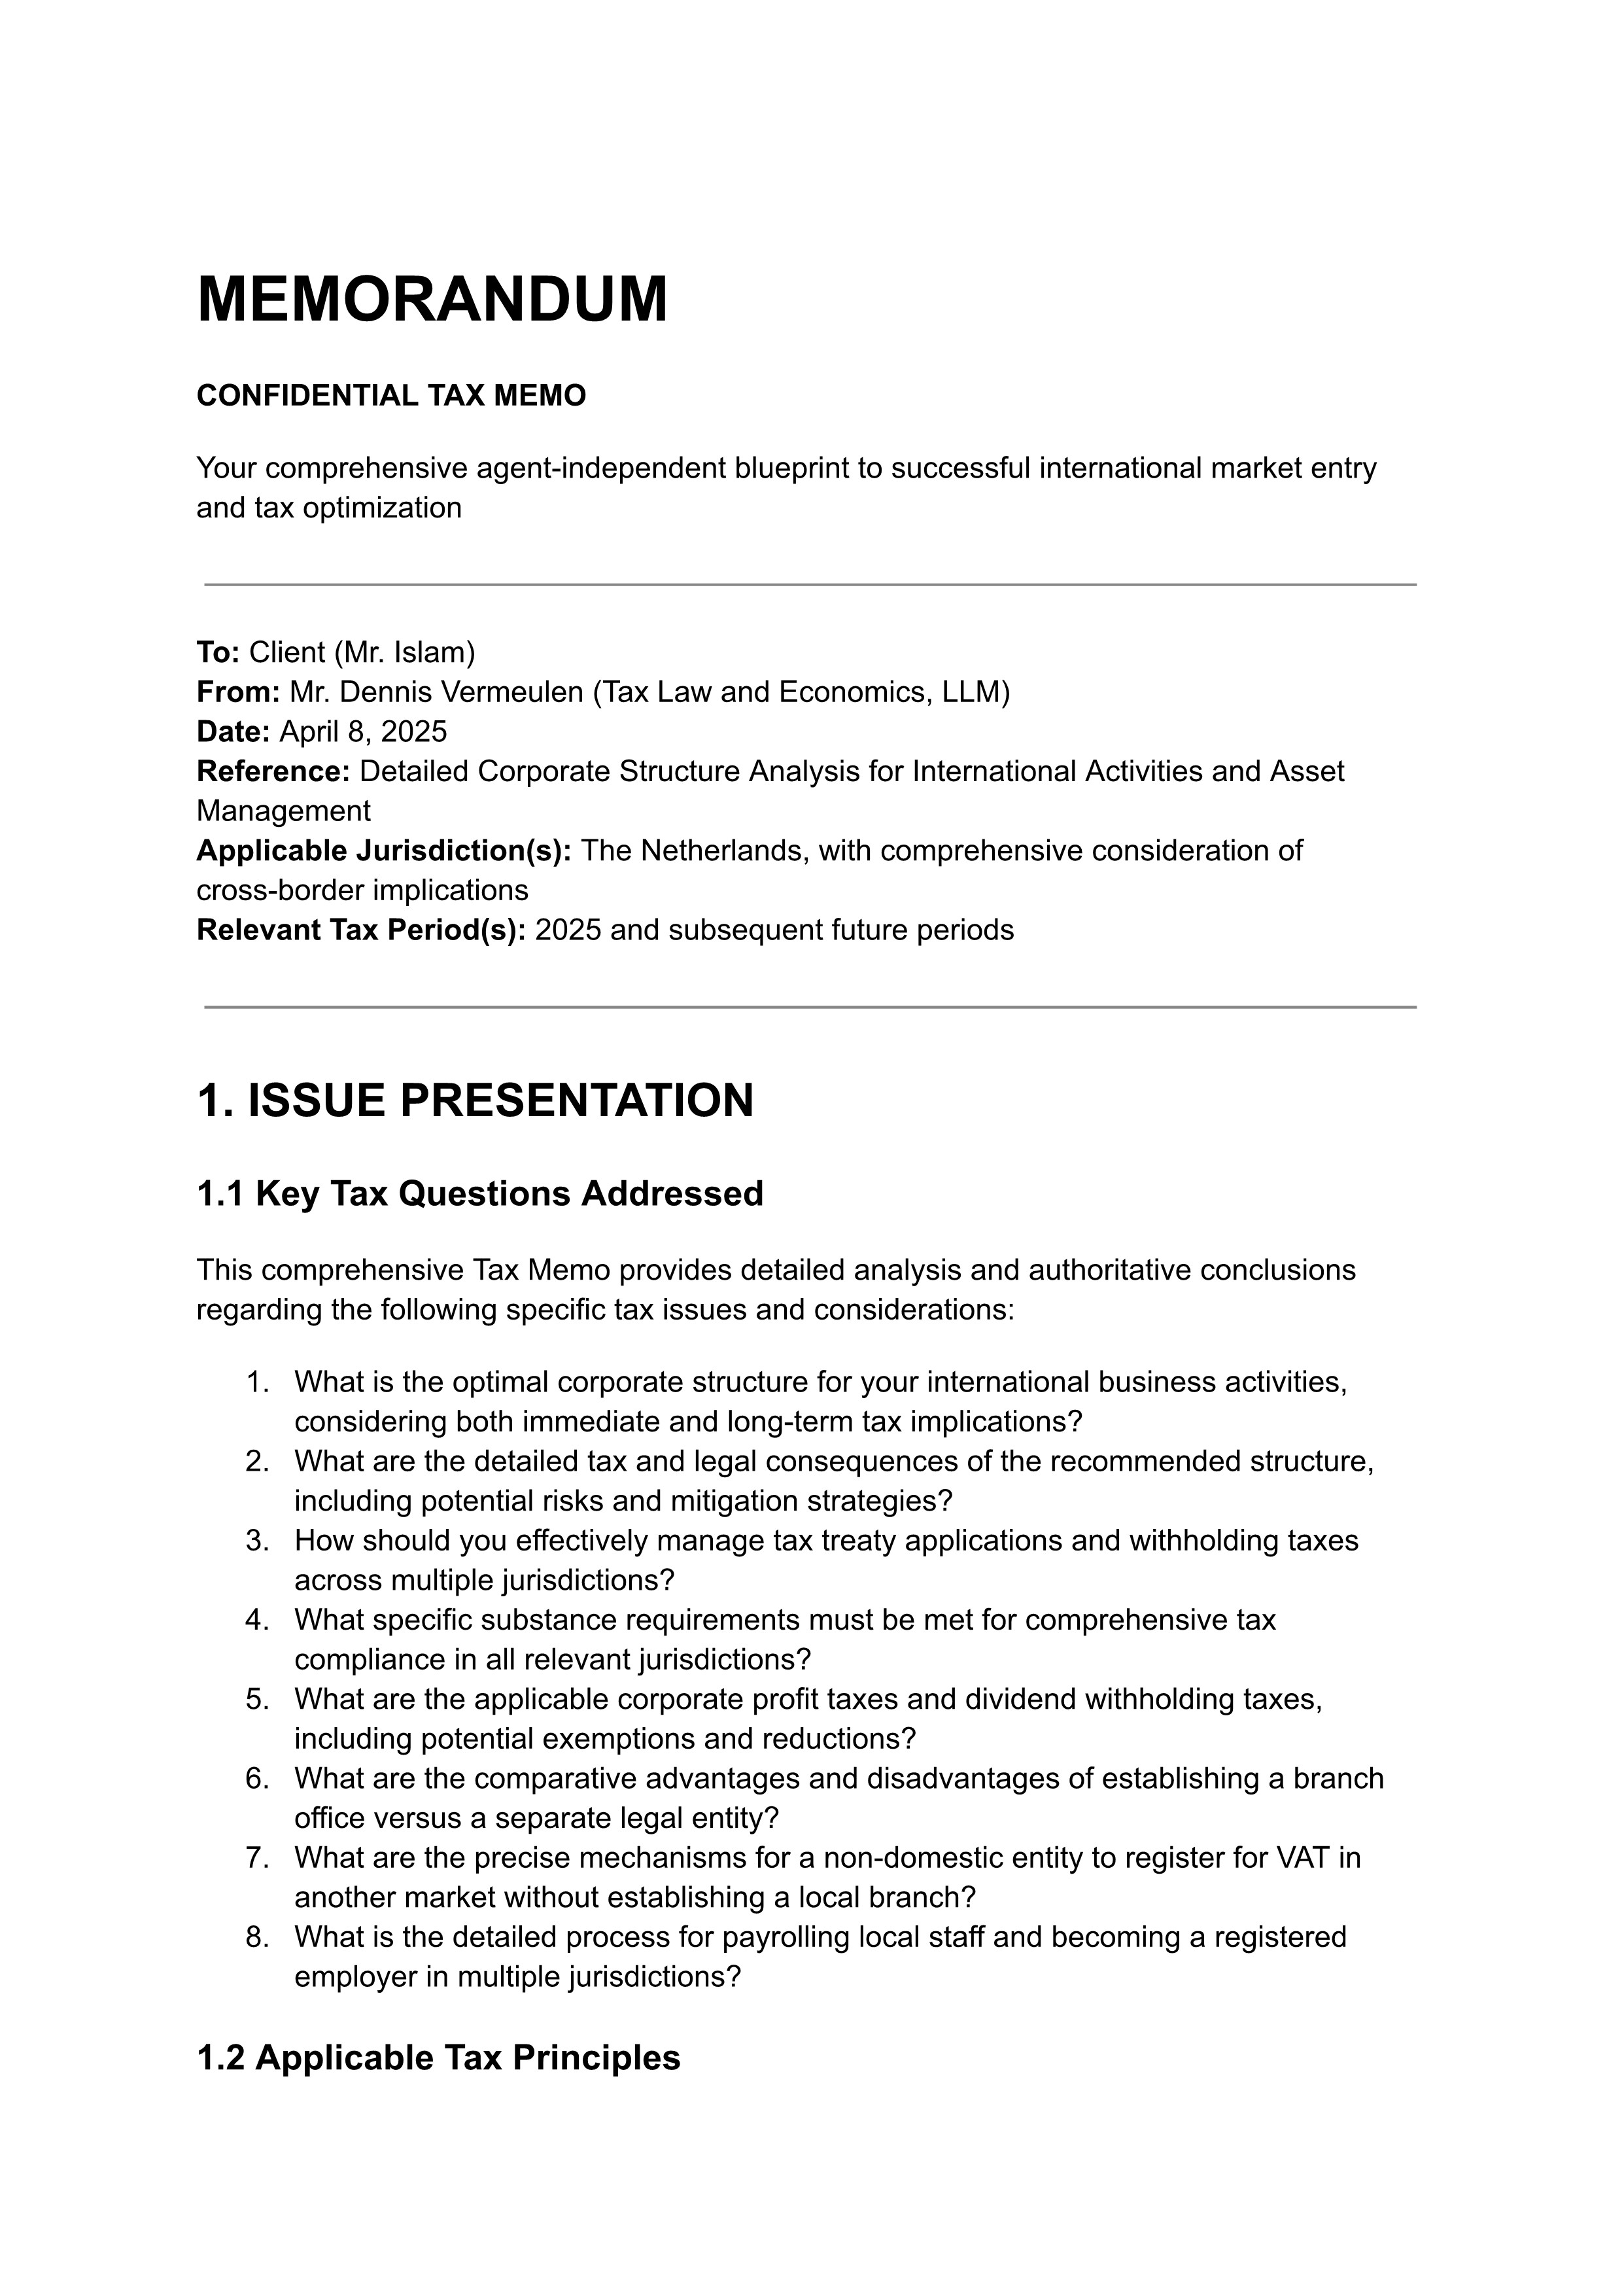 MEMORANDUM
CONFIDENTIAL TAX MEMO
Your comprehensive agent-independent blueprint to successful international market entry
and tax optimization
To: Client (Mr. Islam)
From: Mr. Dennis Vermeulen (Tax Law and Economics, LLM)
Date: April 8, 2025
Reference: Detailed Corporate Structure Analysis for International Activities and Asset
Management
Applicable Jurisdiction(s): The Netherlands, with comprehensive consideration of
cross-border implications
Relevant Tax Period(s): 2025 and subsequent future periods
1. ISSUE PRESENTATION
1.1 Key Tax Questions Addressed
This comprehensive Tax Memo provides detailed analysis and authoritative conclusions
regarding the following specific tax issues and considerations:
1. What is the optimal corporate structure for your international business activities,
considering both immediate and long-term tax implications?
2. What are the detailed tax and legal consequences of the recommended structure,
including potential risks and mitigation strategies?
3. How should you effectively manage tax treaty applications and withholding taxes
across multiple jurisdictions?
4. What specific substance requirements must be met for comprehensive tax
compliance in all relevant jurisdictions?
5. What are the applicable corporate profit taxes and dividend withholding taxes,
including potential exemptions and reductions?
6. What are the comparative advantages and disadvantages of establishing a branch
office versus a separate legal entity?
7. What are the precise mechanisms for a non-domestic entity to register for VAT in
another market without establishing a local branch?
8. What is the detailed process for payrolling local staff and becoming a registered
employer in multiple jurisdictions?
1.2 Applicable Tax Principles